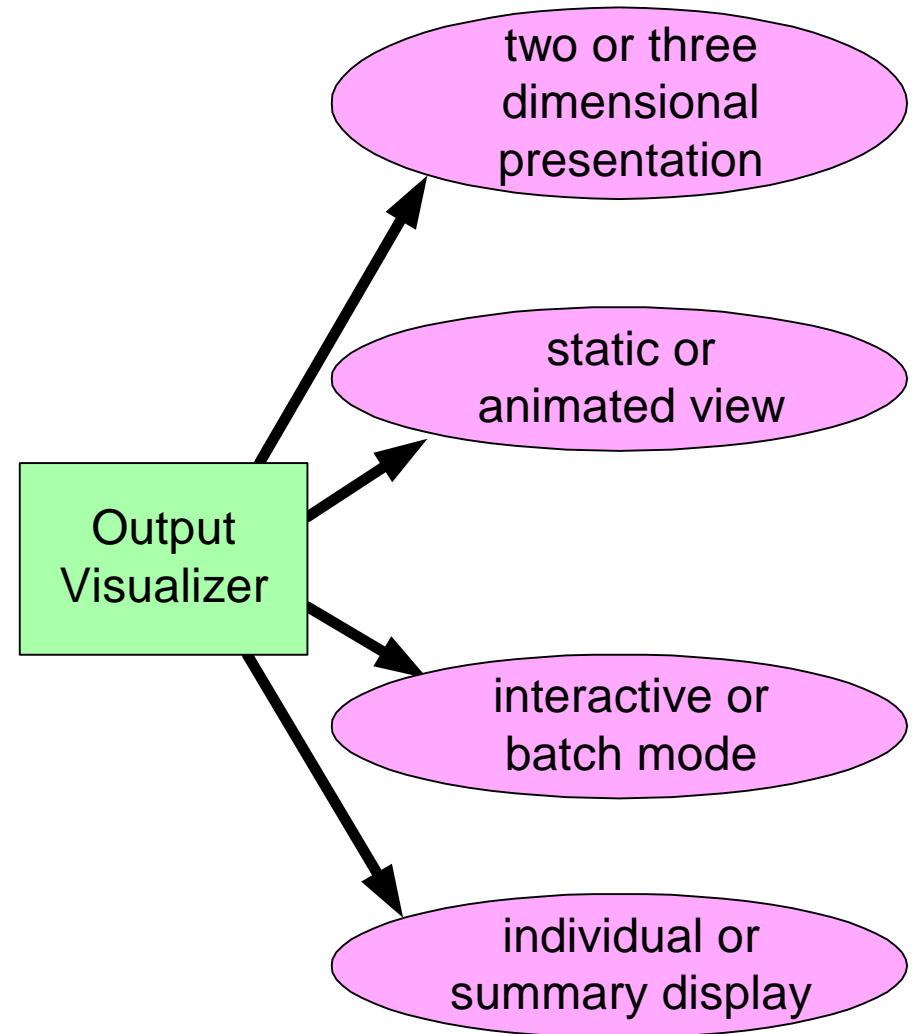 two or three
dimensional
presentation
static or
animated view
Output
Visualizer
interactive or
batch mode
individual or
summary display